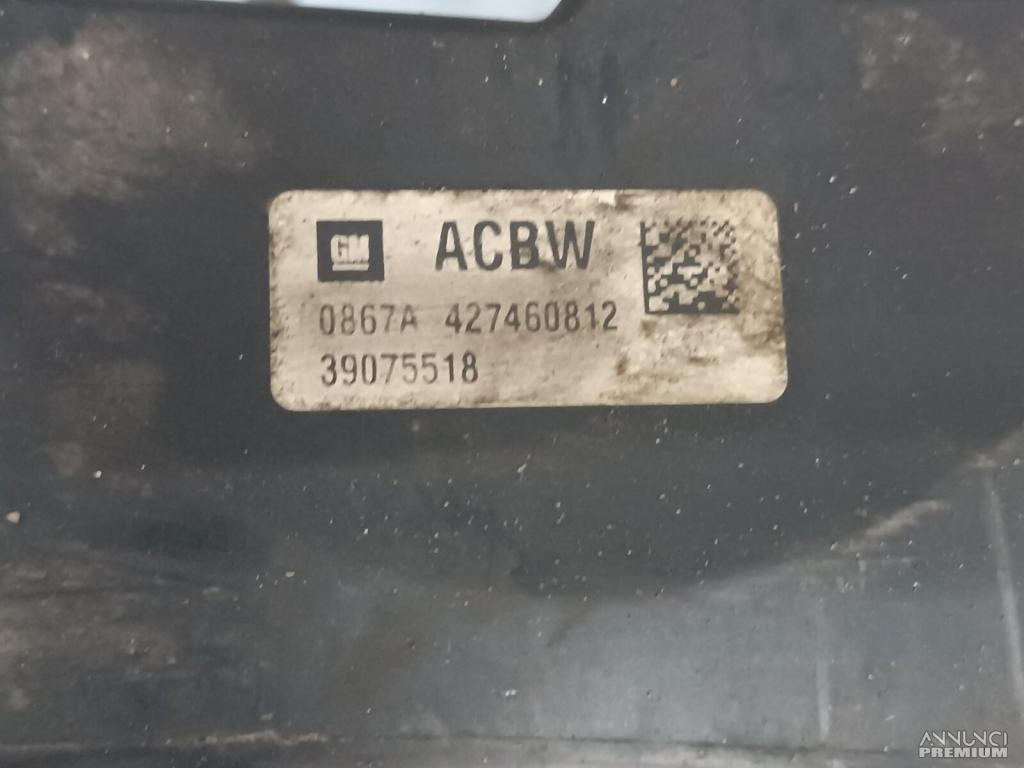 GM ACBW
0867A 427460812
39075518
ANNUNCI
PREMIUM